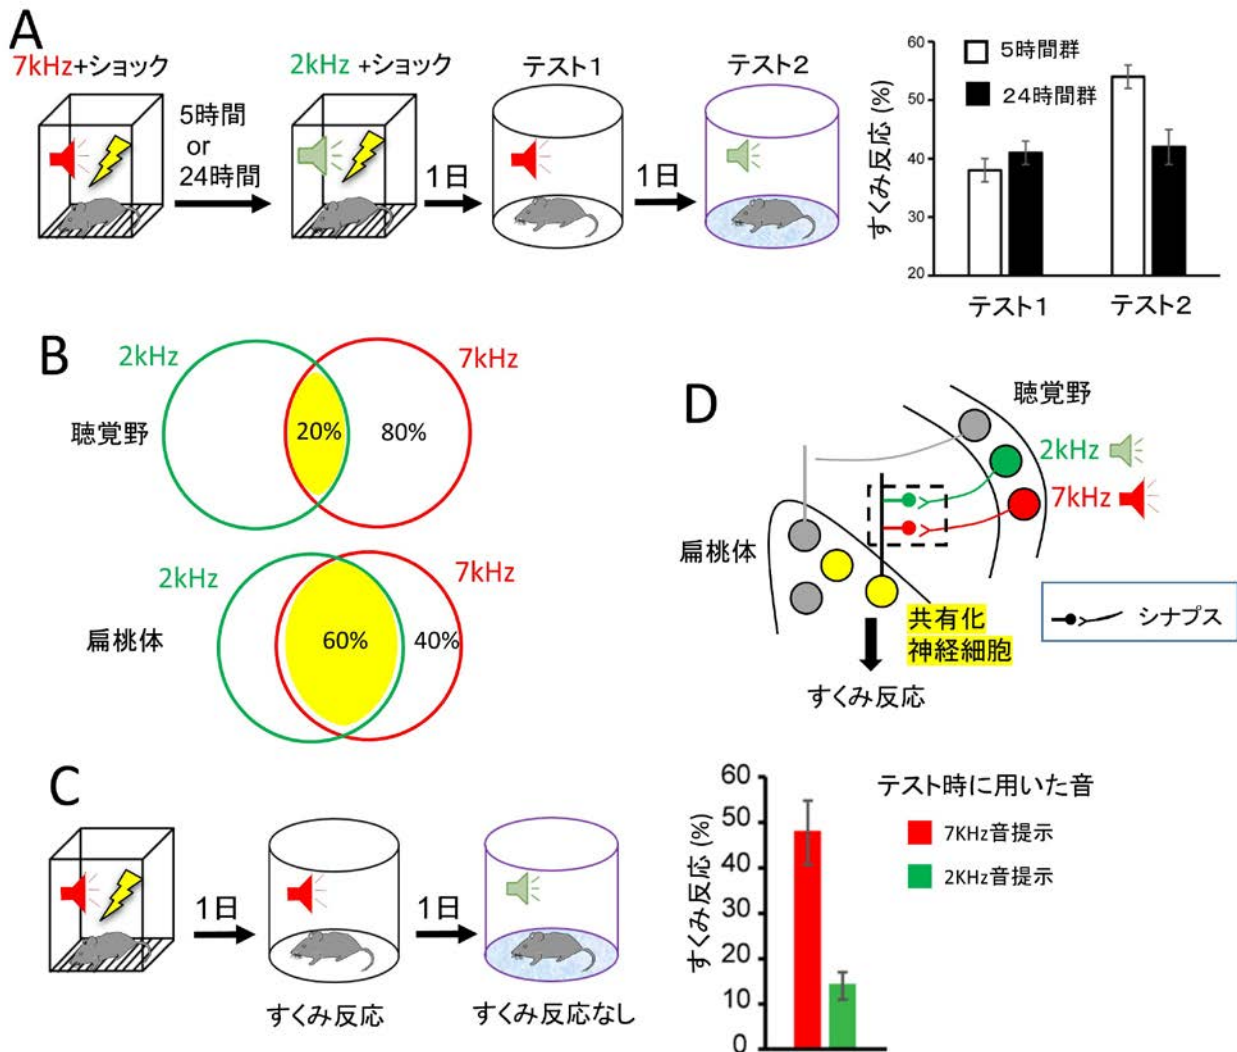 A
7kHz+ショック
5時間
or
24時間
2kHz +ショック
1日
テスト1
1日
テスト2
すくみ反応 (%)
60
50
40
30
20
5時間群
24時間群
テスト1
テスト2
B
2kHz
7kHz
聴覚野
20%
80%
2kHz
7kHz
扁桃体
60%
40%
D
聴覚野
2kHz
7kHz
扁桃体
共有化
神経細胞
すくみ反応
シナプス
C
1日
すくみ反応
1日
すくみ反応なし
すくみ反応 (%)
60
50
40
30
20
10
0
テスト時に用いた音
7KHz音提示
2KHz音提示